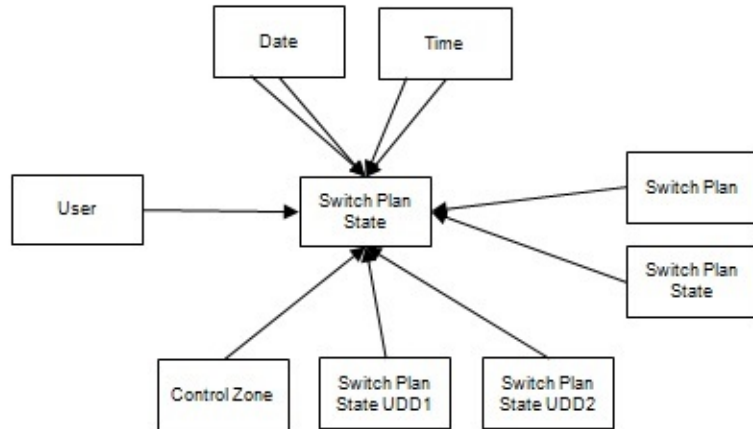 Date
Time
User
Switch Plan
State
Switch Plan
Switch Plan
State
Control Zone
Switch Plan
State UDD1
Switch Plan
State UDD2